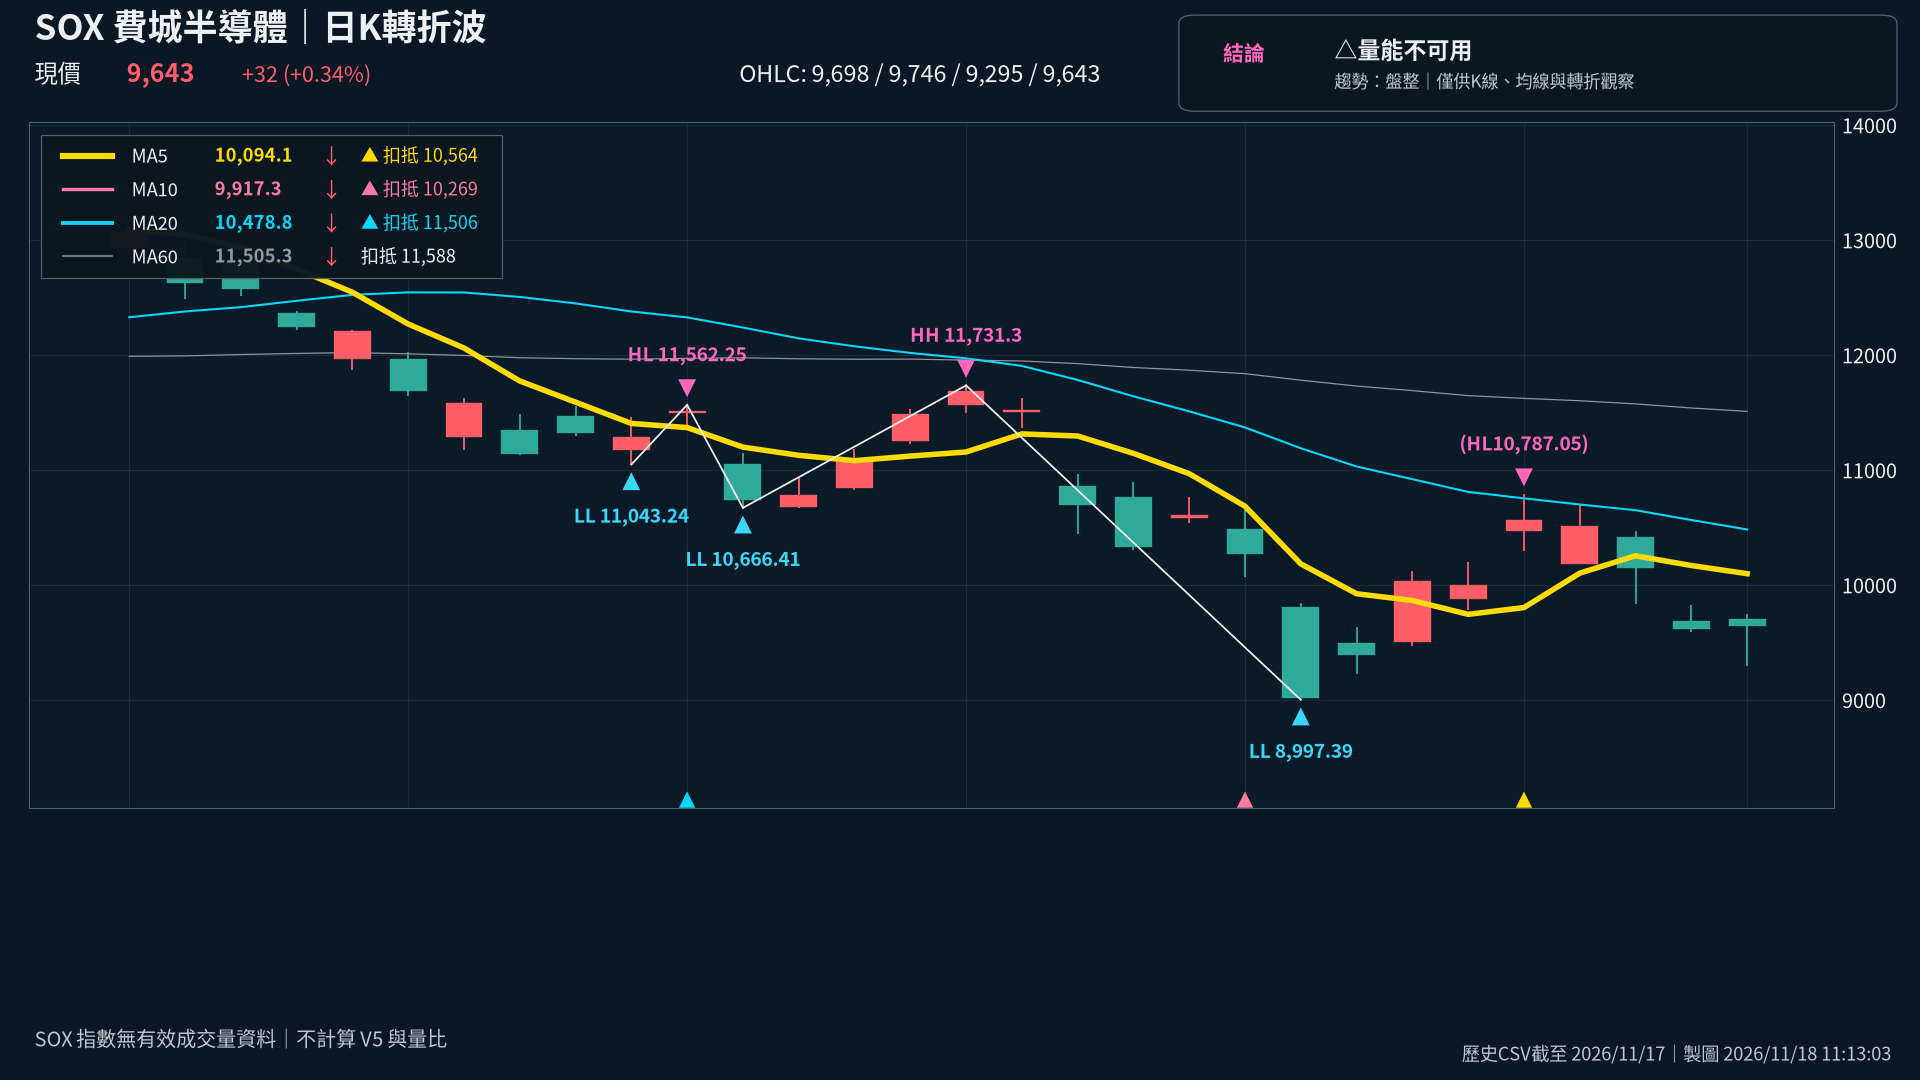 SOX 費城半導體｜日K轉折波
現價 9,643 +32 (+0.34%)
OHLC: 9,698 / 9,746 / 9,295 / 9,643
結論
△量能不可用
趨勢：盤整｜僅供K線、均線與轉折觀察
MA5 10,094.1 ↓ ▲扣抵 10,564
MA10 9,917.3 ↓ ▲扣抵 10,269
MA20 10,478.8 ↓ ▲扣抵 11,506
MA60 11,505.3 ↓ 扣抵 11,588
14000
13000
12000
11000
10000
9000
HH 11,731.3
HL 11,562.25
(HL10,787.05)
LL 11,043.24
LL 10,666.41
LL 8,997.39
SOX 指數無有效成交量資料｜不計算 V5 與量比
歷史CSV截至 2026/11/17｜製圖 2026/11/18 11:13:03